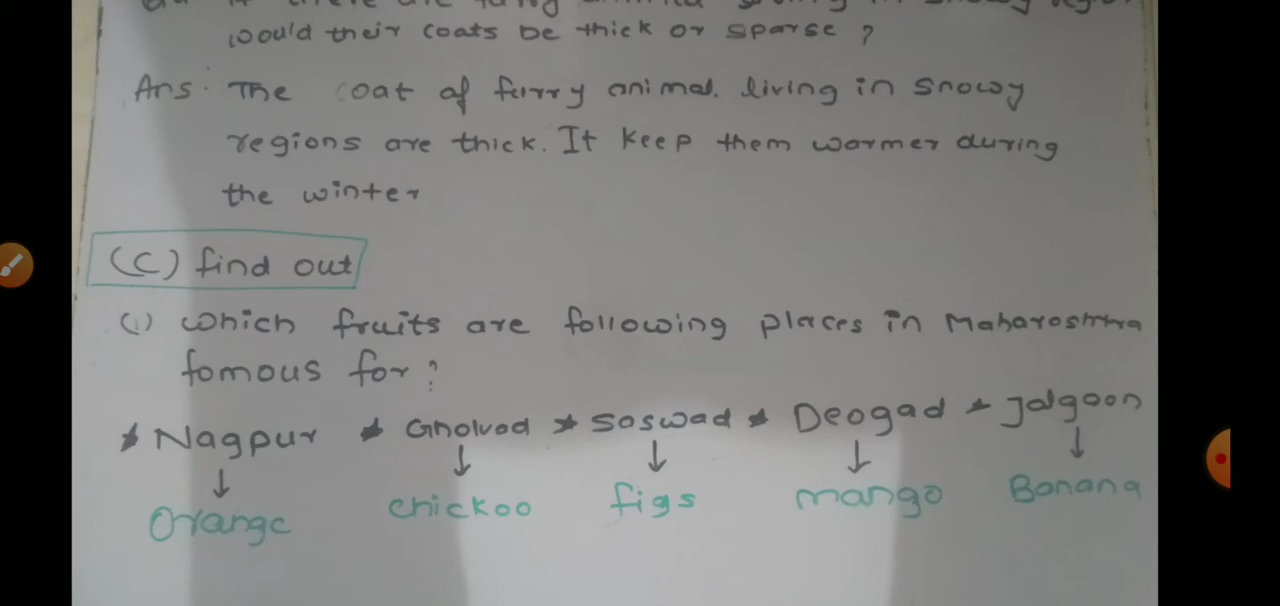 would their coats be thick or sparse ?
Ans. The coat of furry animal. living in snowy
regions are thick. It keep them warmer during
the winter
(C) find out
(1) which fruits are following places in Maharashtra
famous for?
* Nagpur * Gholvad * Saswad * Deogad * Jalgaon
↓ ↓ ↓ ↓ ↓
Orange chickoo figs mango Banana